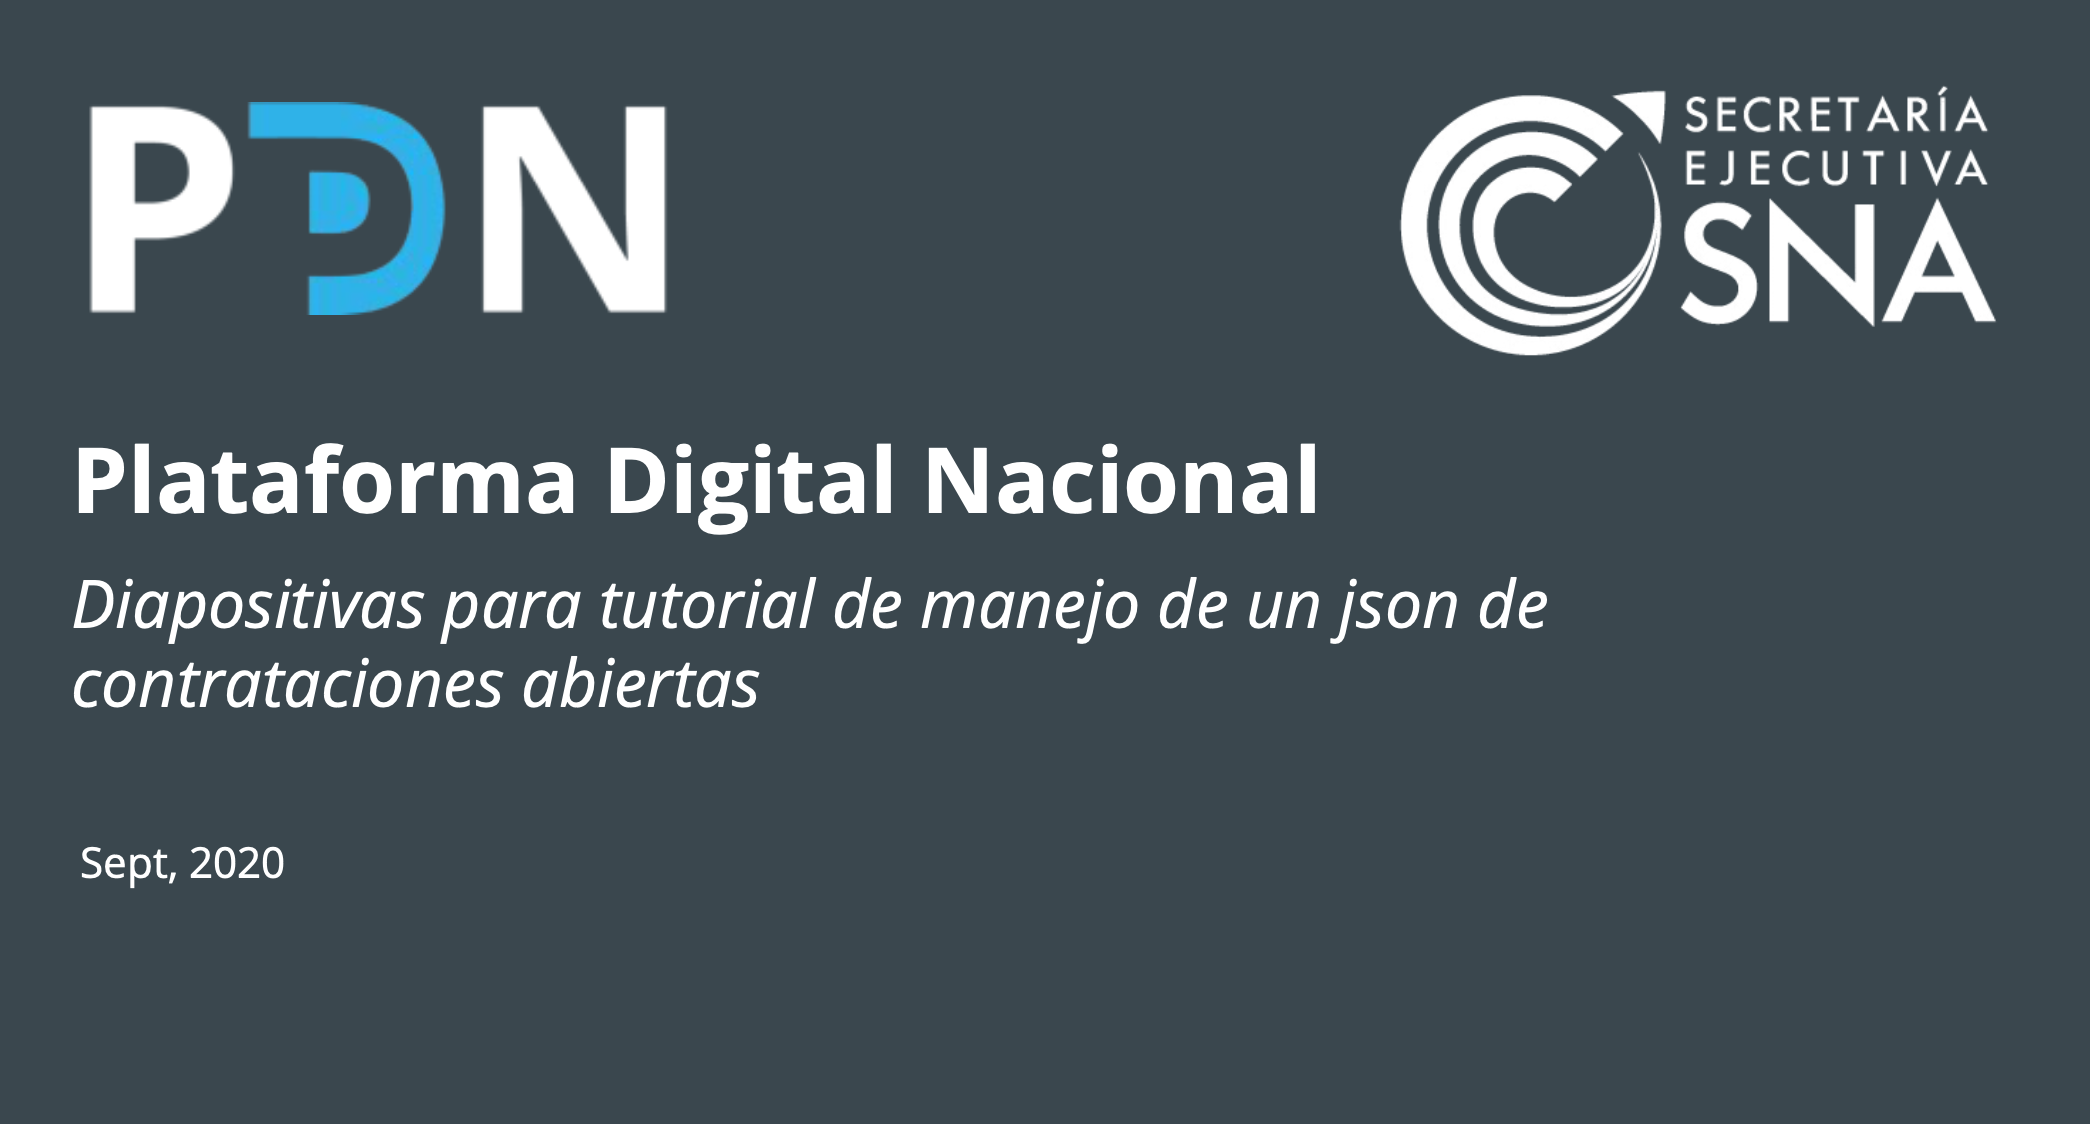 PDN
SECRETARÍA
EJECUTIVA
SNA
Plataforma Digital Nacional
Diapositivas para tutorial de manejo de un json de
contrataciones abiertas
Sept, 2020